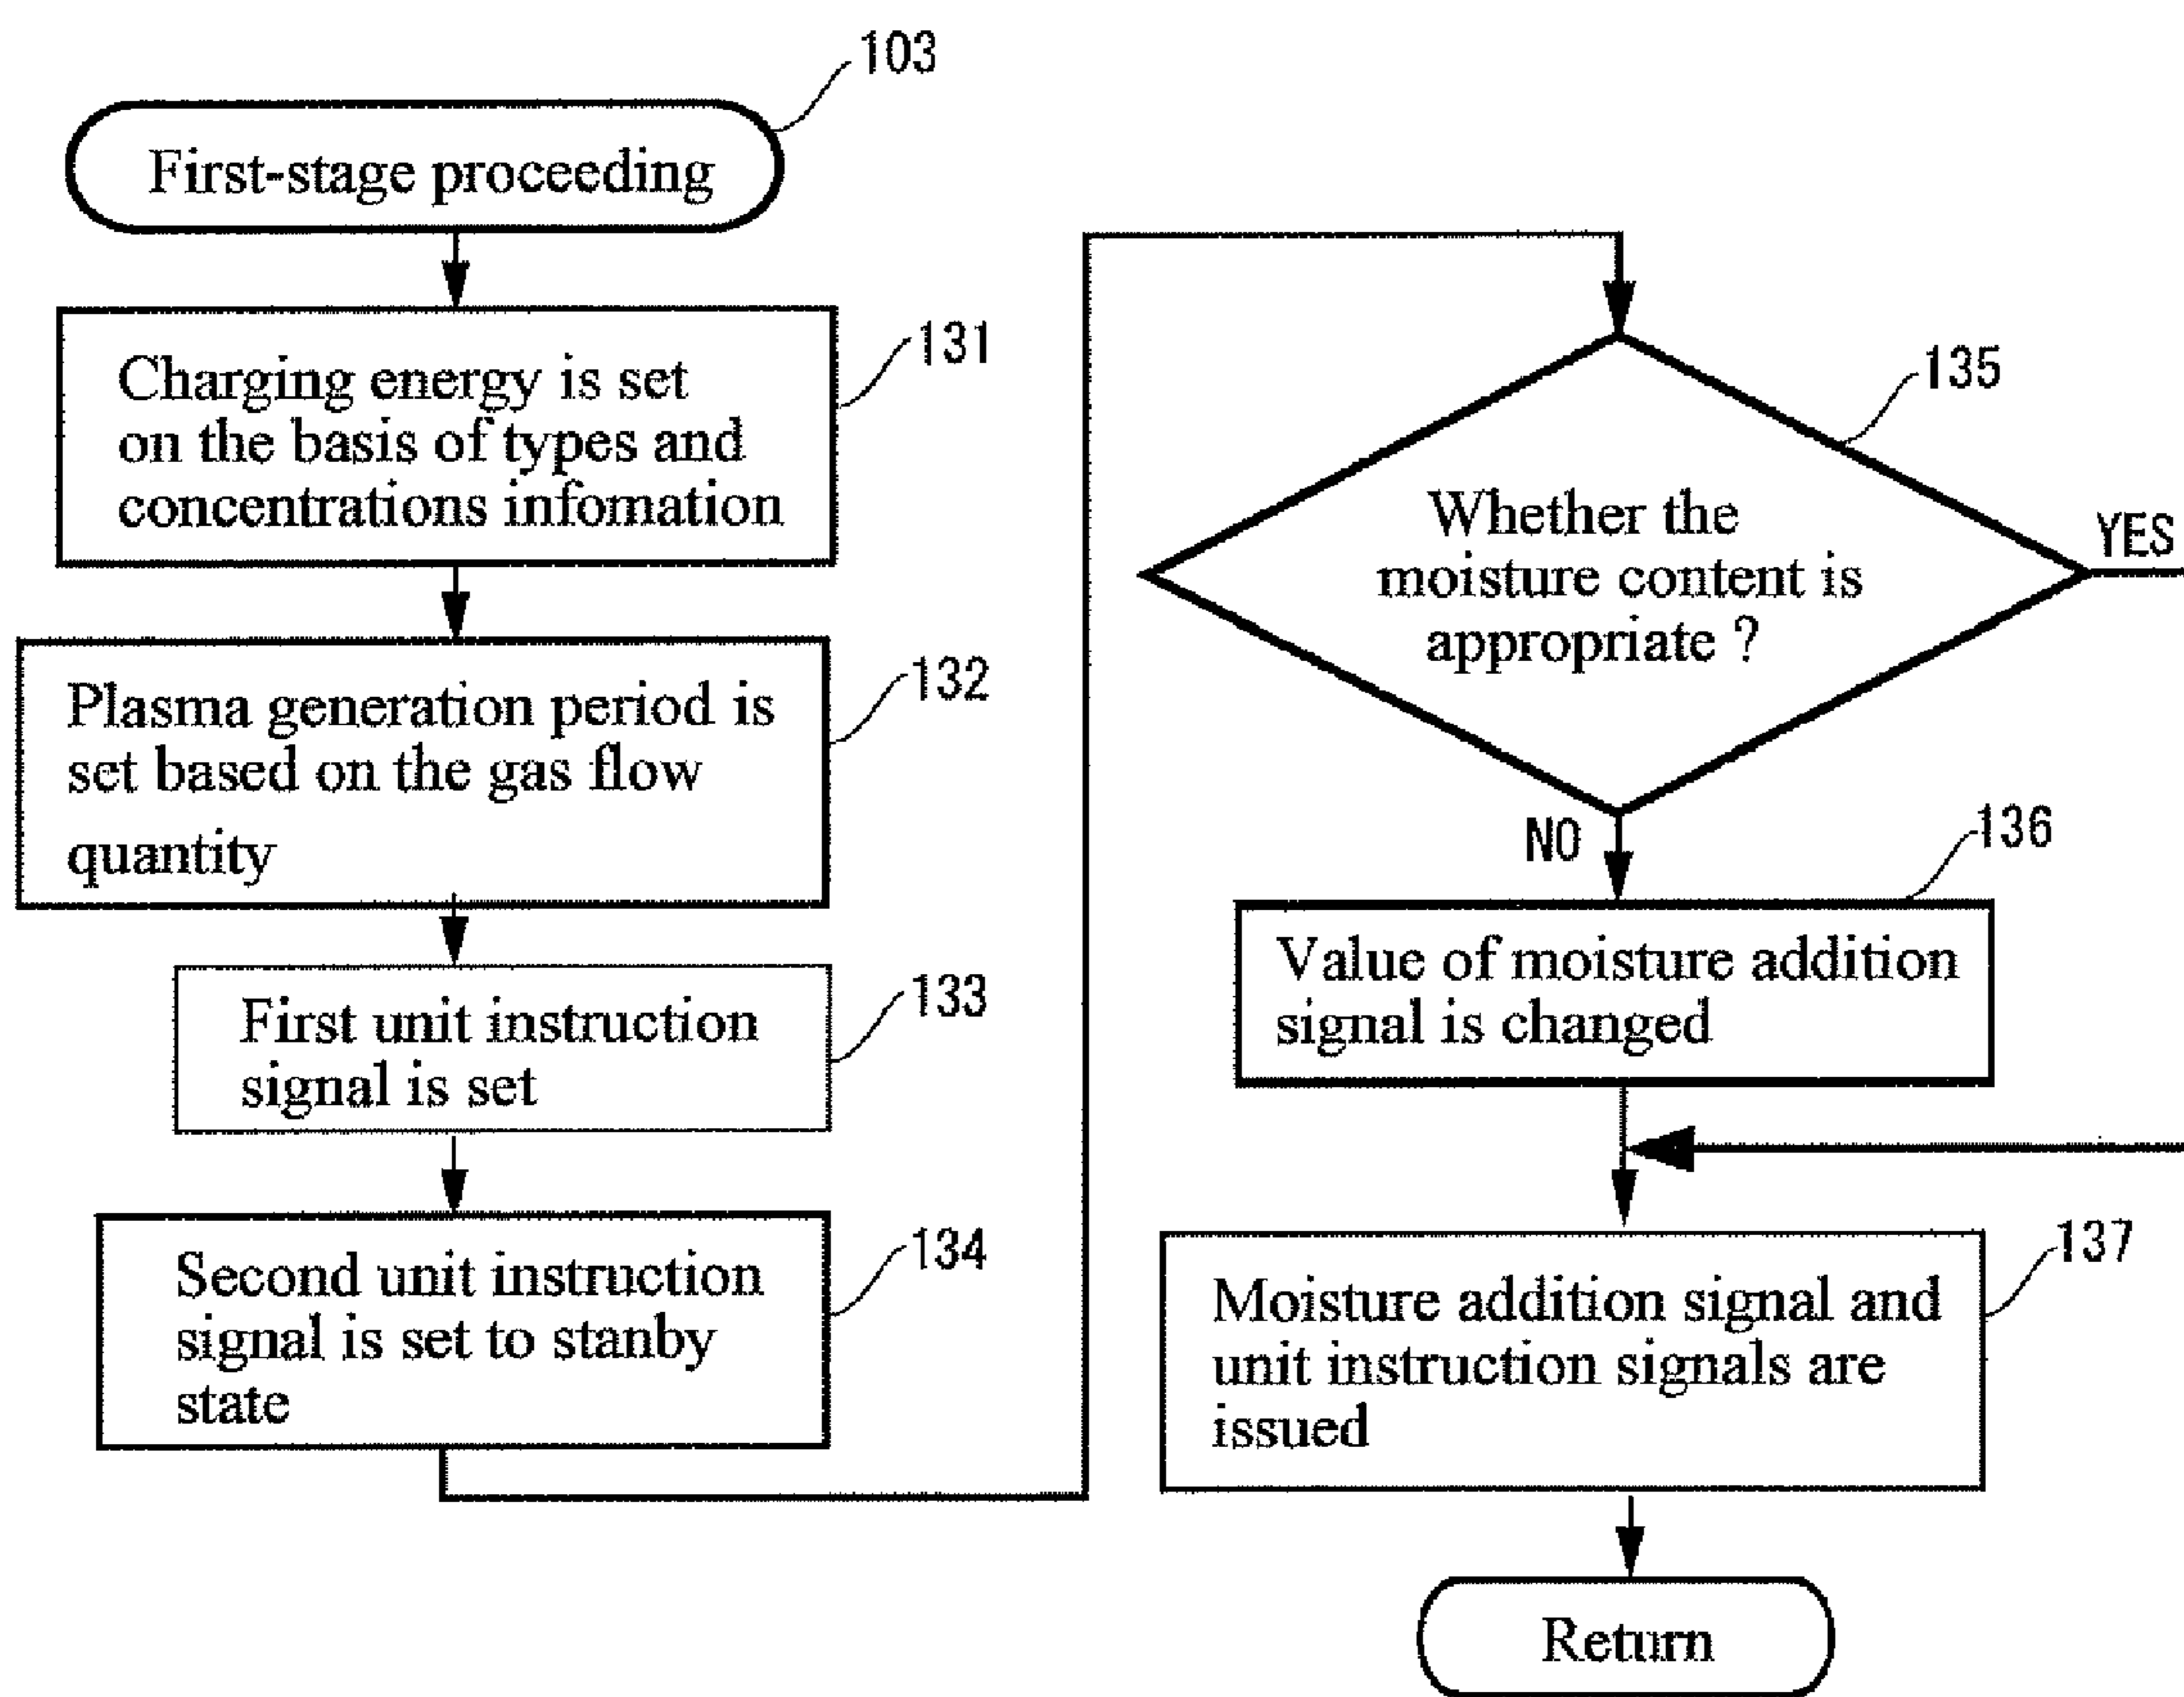 103
First-stage proceeding
131
Charging energy is set
on the basis of types and
concentrations infomation
132
Plasma generation period is
set based on the gas flow
quantity
133
First unit instruction
signal is set
134
Second unit instruction
signal is set to stanby
state
135
Whether the
moisture content is
appropriate ?
YES
NO
136
Value of moisture addition
signal is changed
137
Moisture addition signal and
unit instruction signals are
issued
Return